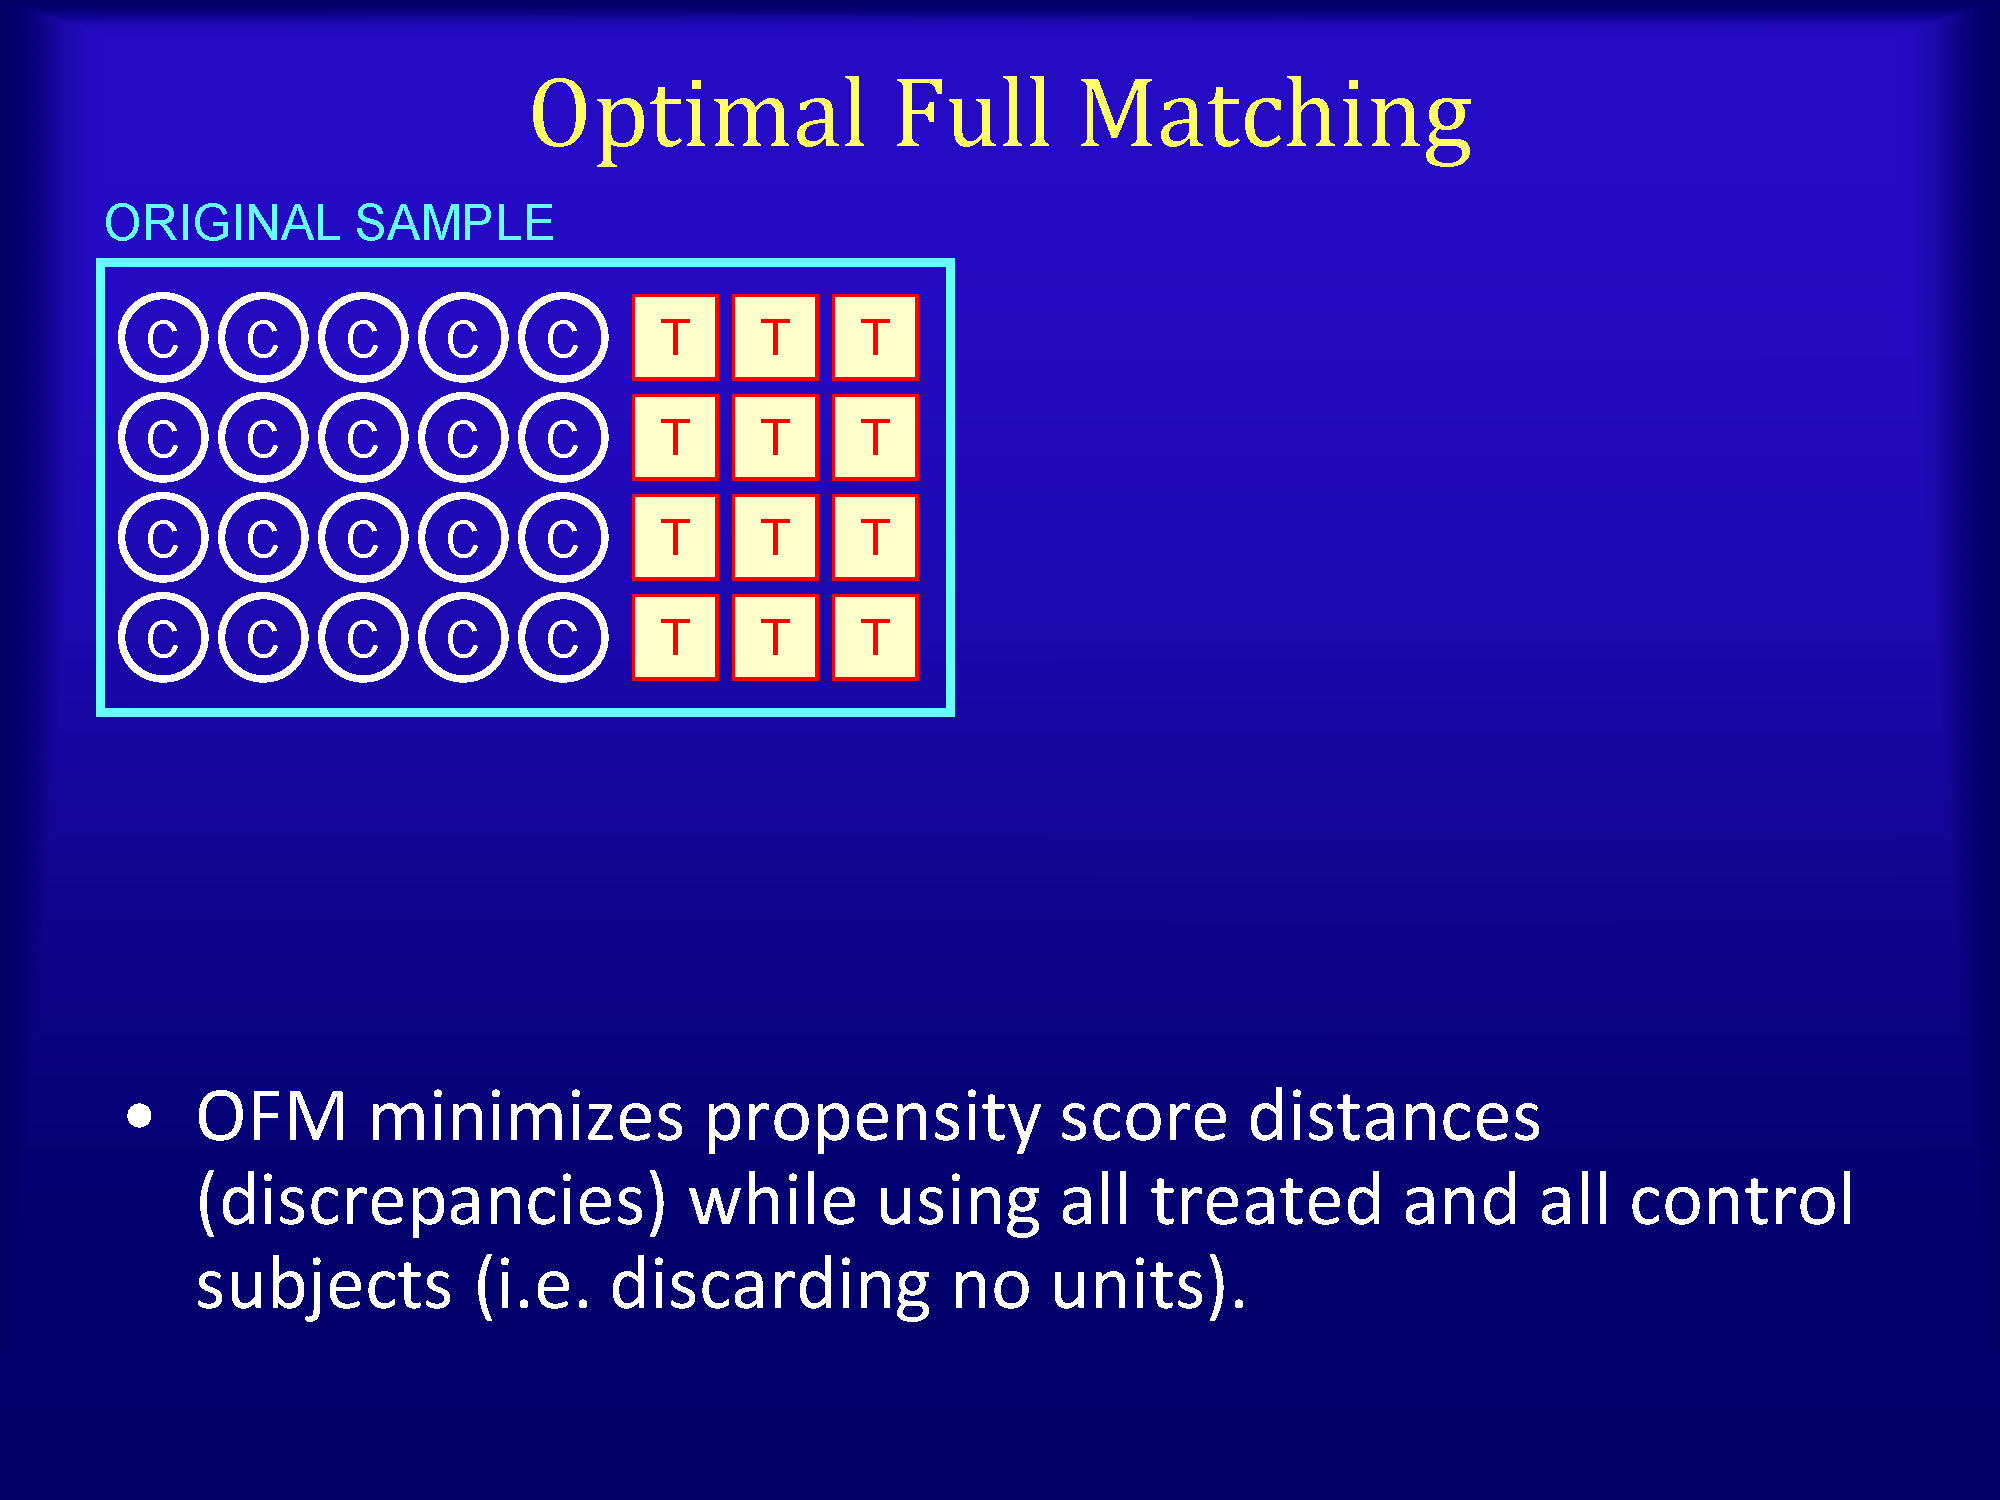 Optimal Full Matching
ORIGINAL SAMPLE
C C C C C T T T
C C C C C T T T
C C C C C T T T
C C C C C T T T
• OFM minimizes propensity score distances
(discrepancies) while using all treated and all control
subjects (i.e. discarding no units).